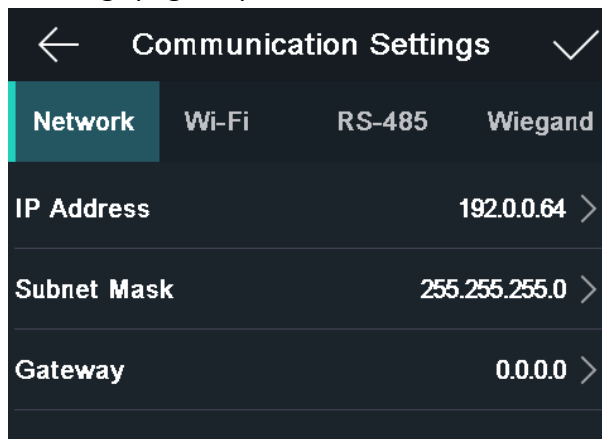 Communication Settings
Network Wi-Fi RS-485 Wiegand
IP Address 192.0.0.64
Subnet Mask 255.255.255.0
Gateway 0.0.0.0